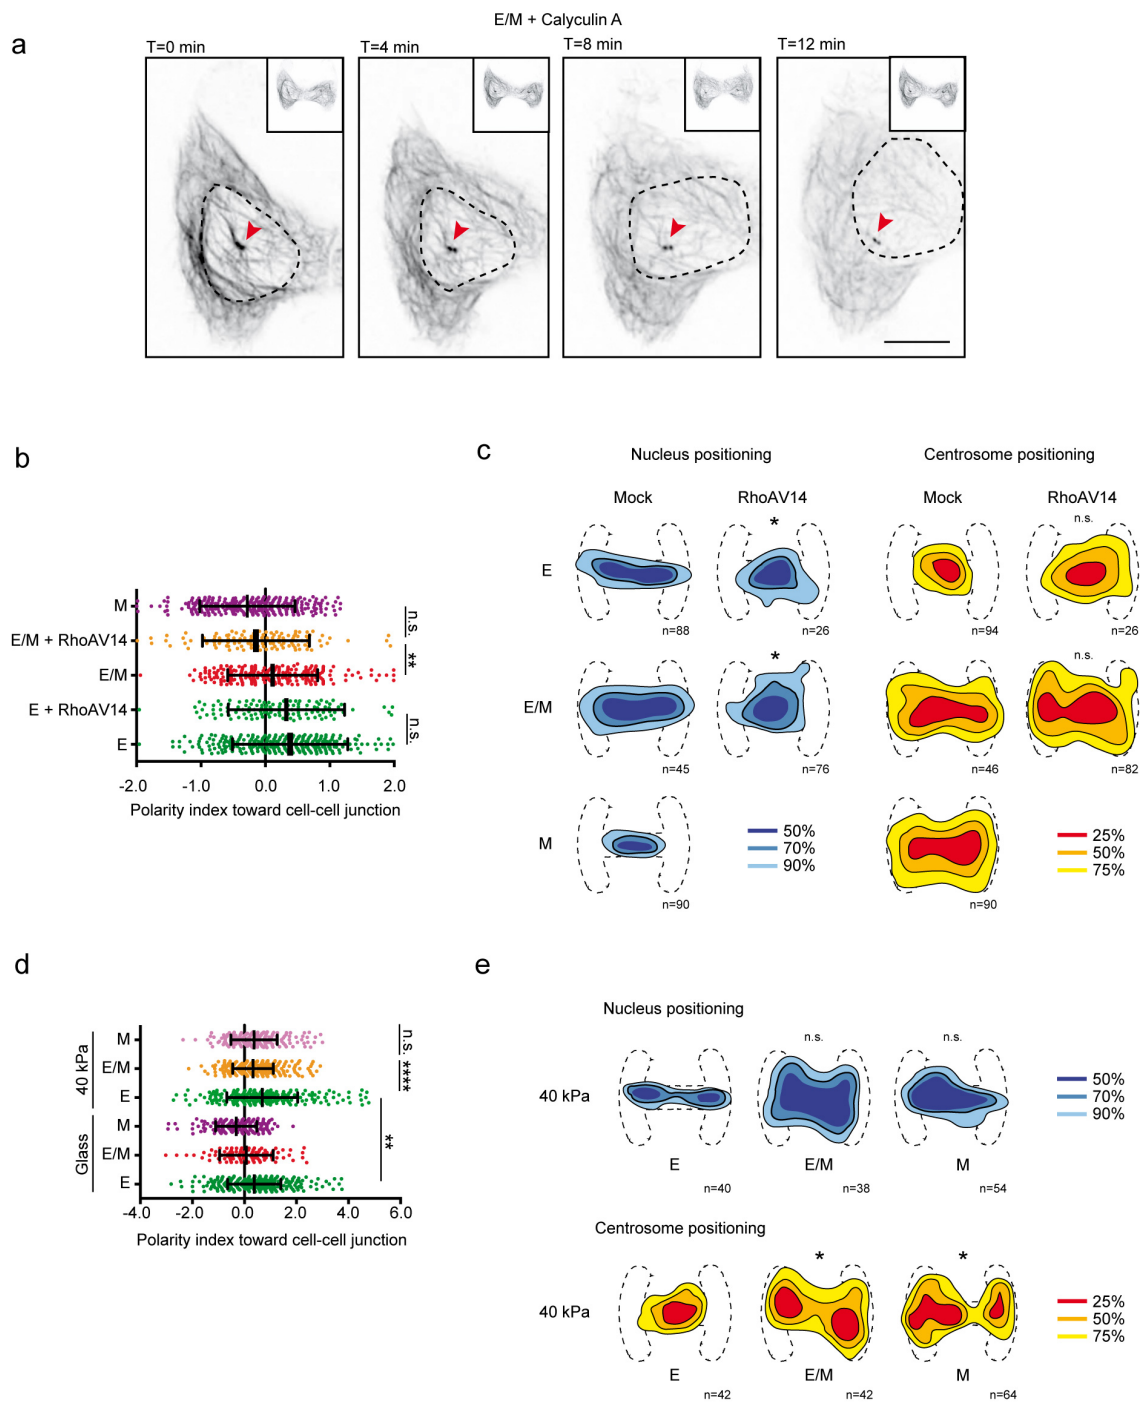 a
E/M + Calyculin A
T=0 min
T=4 min
T=8 min
T=12 min
b
M
E/M + RhoAV14
E/M
E + RhoAV14
E
n.s.
**
n.s.
-2.0 -1.0 0.0 1.0 2.0
Polarity index toward cell-cell junction
c
Nucleus positioning
Centrosome positioning
Mock
RhoAV14
Mock
RhoAV14
*
n.s.
E
n=88
n=26
n=94
n=26
*
n.s.
E/M
n=45
n=76
n=46
n=82
M
50%
70%
90%
25%
50%
75%
n=90
n=90
d
40 kPa
Glass
M
E/M
E
M
E/M
E
n.s.
****
**
-4.0 -2.0 0.0 2.0 4.0 6.0
Polarity index toward cell-cell junction
e
Nucleus positioning
n.s.
n.s.
40 kPa
50%
70%
90%
E
E/M
M
n=40
n=38
n=54
Centrosome positioning
*
*
40 kPa
25%
50%
75%
E
E/M
M
n=42
n=42
n=64